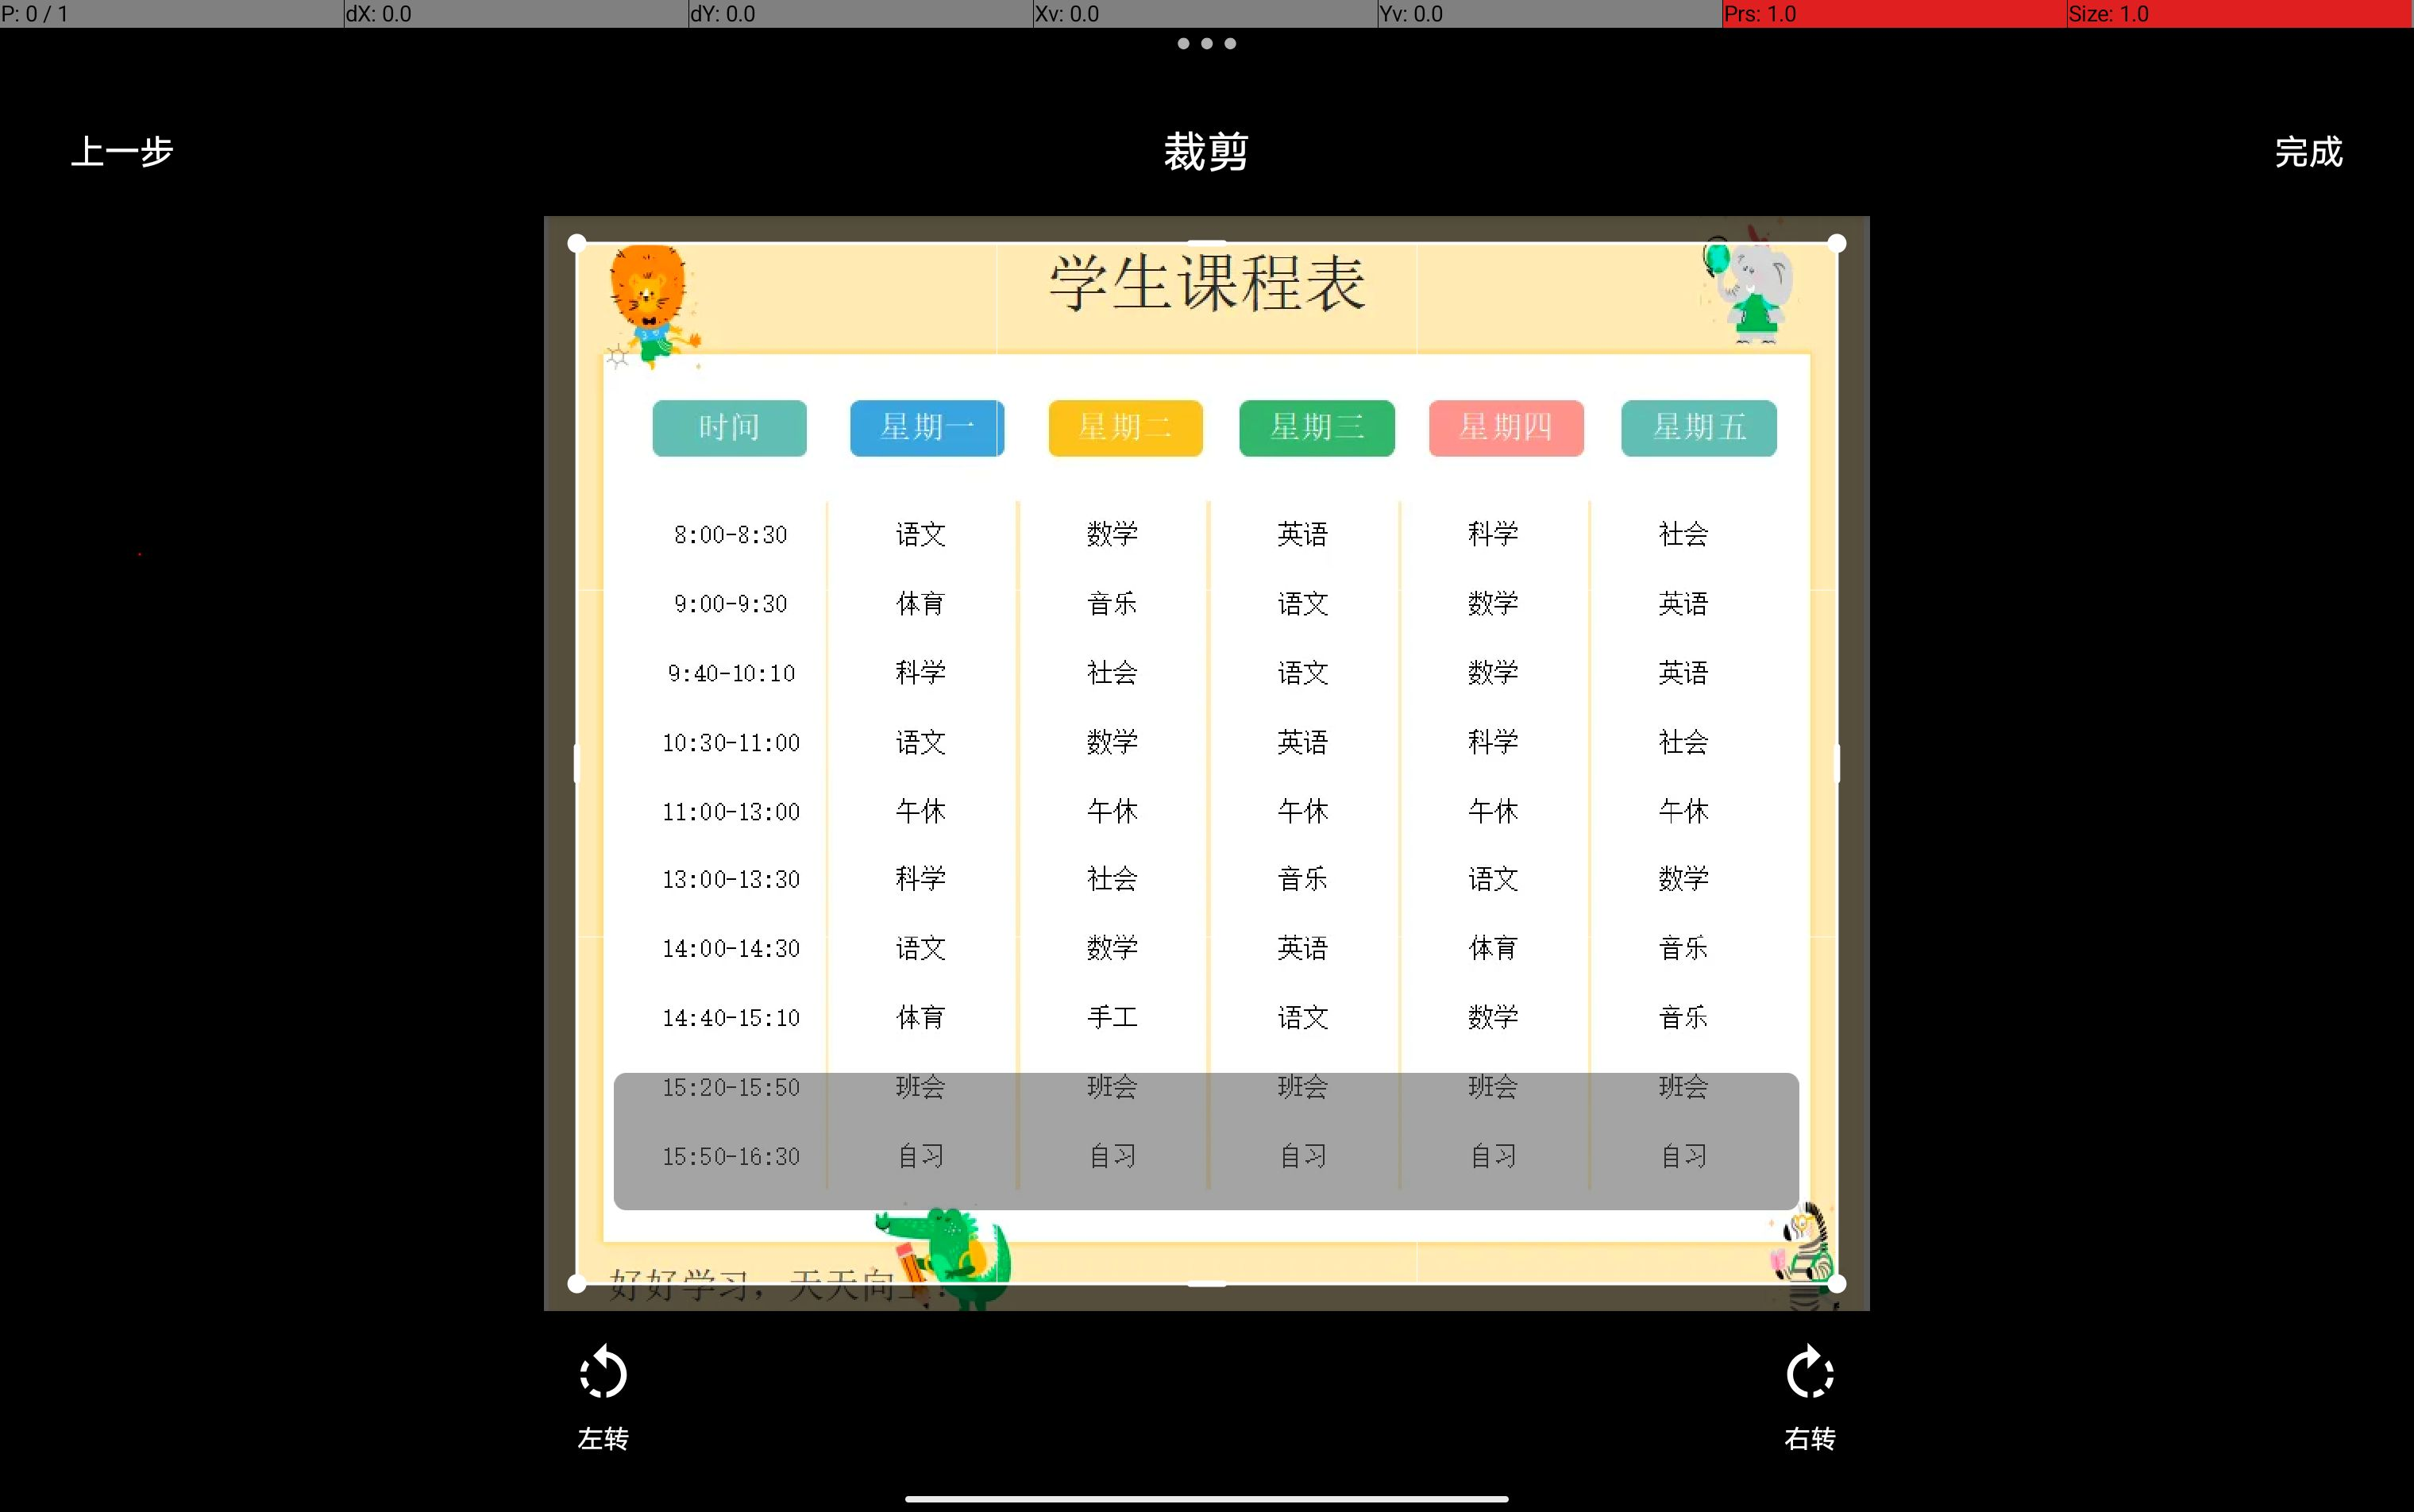 P: 0 / 1 dX: 0.0 dY: 0.0 Xv: 0.0 Yv: 0.0 Prs: 1.0 Size: 1.0
上一步 裁剪 完成
学生课程表
时间 星期一 星期二 星期三 星期四 星期五
8:00-8:30 语文 数学 英语 科学 社会
9:00-9:30 体育 音乐 语文 数学 英语
9:40-10:10 科学 社会 语文 数学 英语
10:30-11:00 语文 数学 英语 科学 社会
11:00-13:00 午休 午休 午休 午休 午休
13:00-13:30 科学 社会 音乐 语文 数学
14:00-14:30 语文 数学 英语 体育 音乐
14:40-15:10 体育 手工 语文 数学 音乐
15:20-15:50 班会 班会 班会 班会 班会
15:50-16:30 自习 自习 自习 自习 自习
好好学习，天天向上！
左转 右转